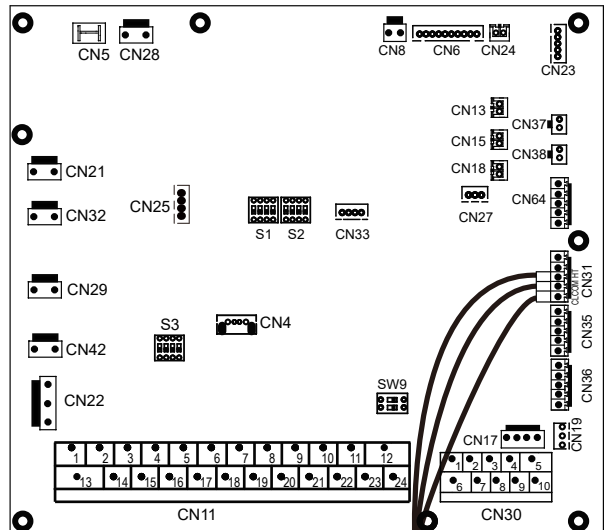 CN5
CN28
CN8
CN6
CN24
CN23
CN13
CN37
CN15
CN38
CN18
CN21
CN25
CN32
S1
S2
CN33
CN27
CN64
CN29
CN31
CL COM HT
CN4
S3
CN35
CN42
CN22
SW9
CN36
CN17
CN19
1 2 3 4 5 6 7 8 9 10 11 12
13 14 15 16 17 18 19 20 21 22 23 24
CN11
1 2 3 4 5
6 7 8 9 10
CN30